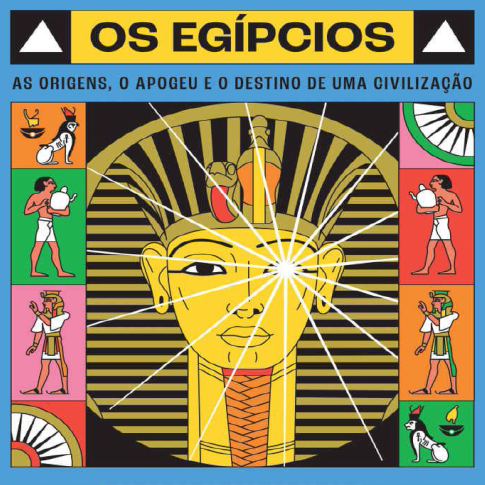 OS EGÍPCIOS
AS ORIGENS, O APOGEU E O DESTINO DE UMA CIVILIZAÇÃO